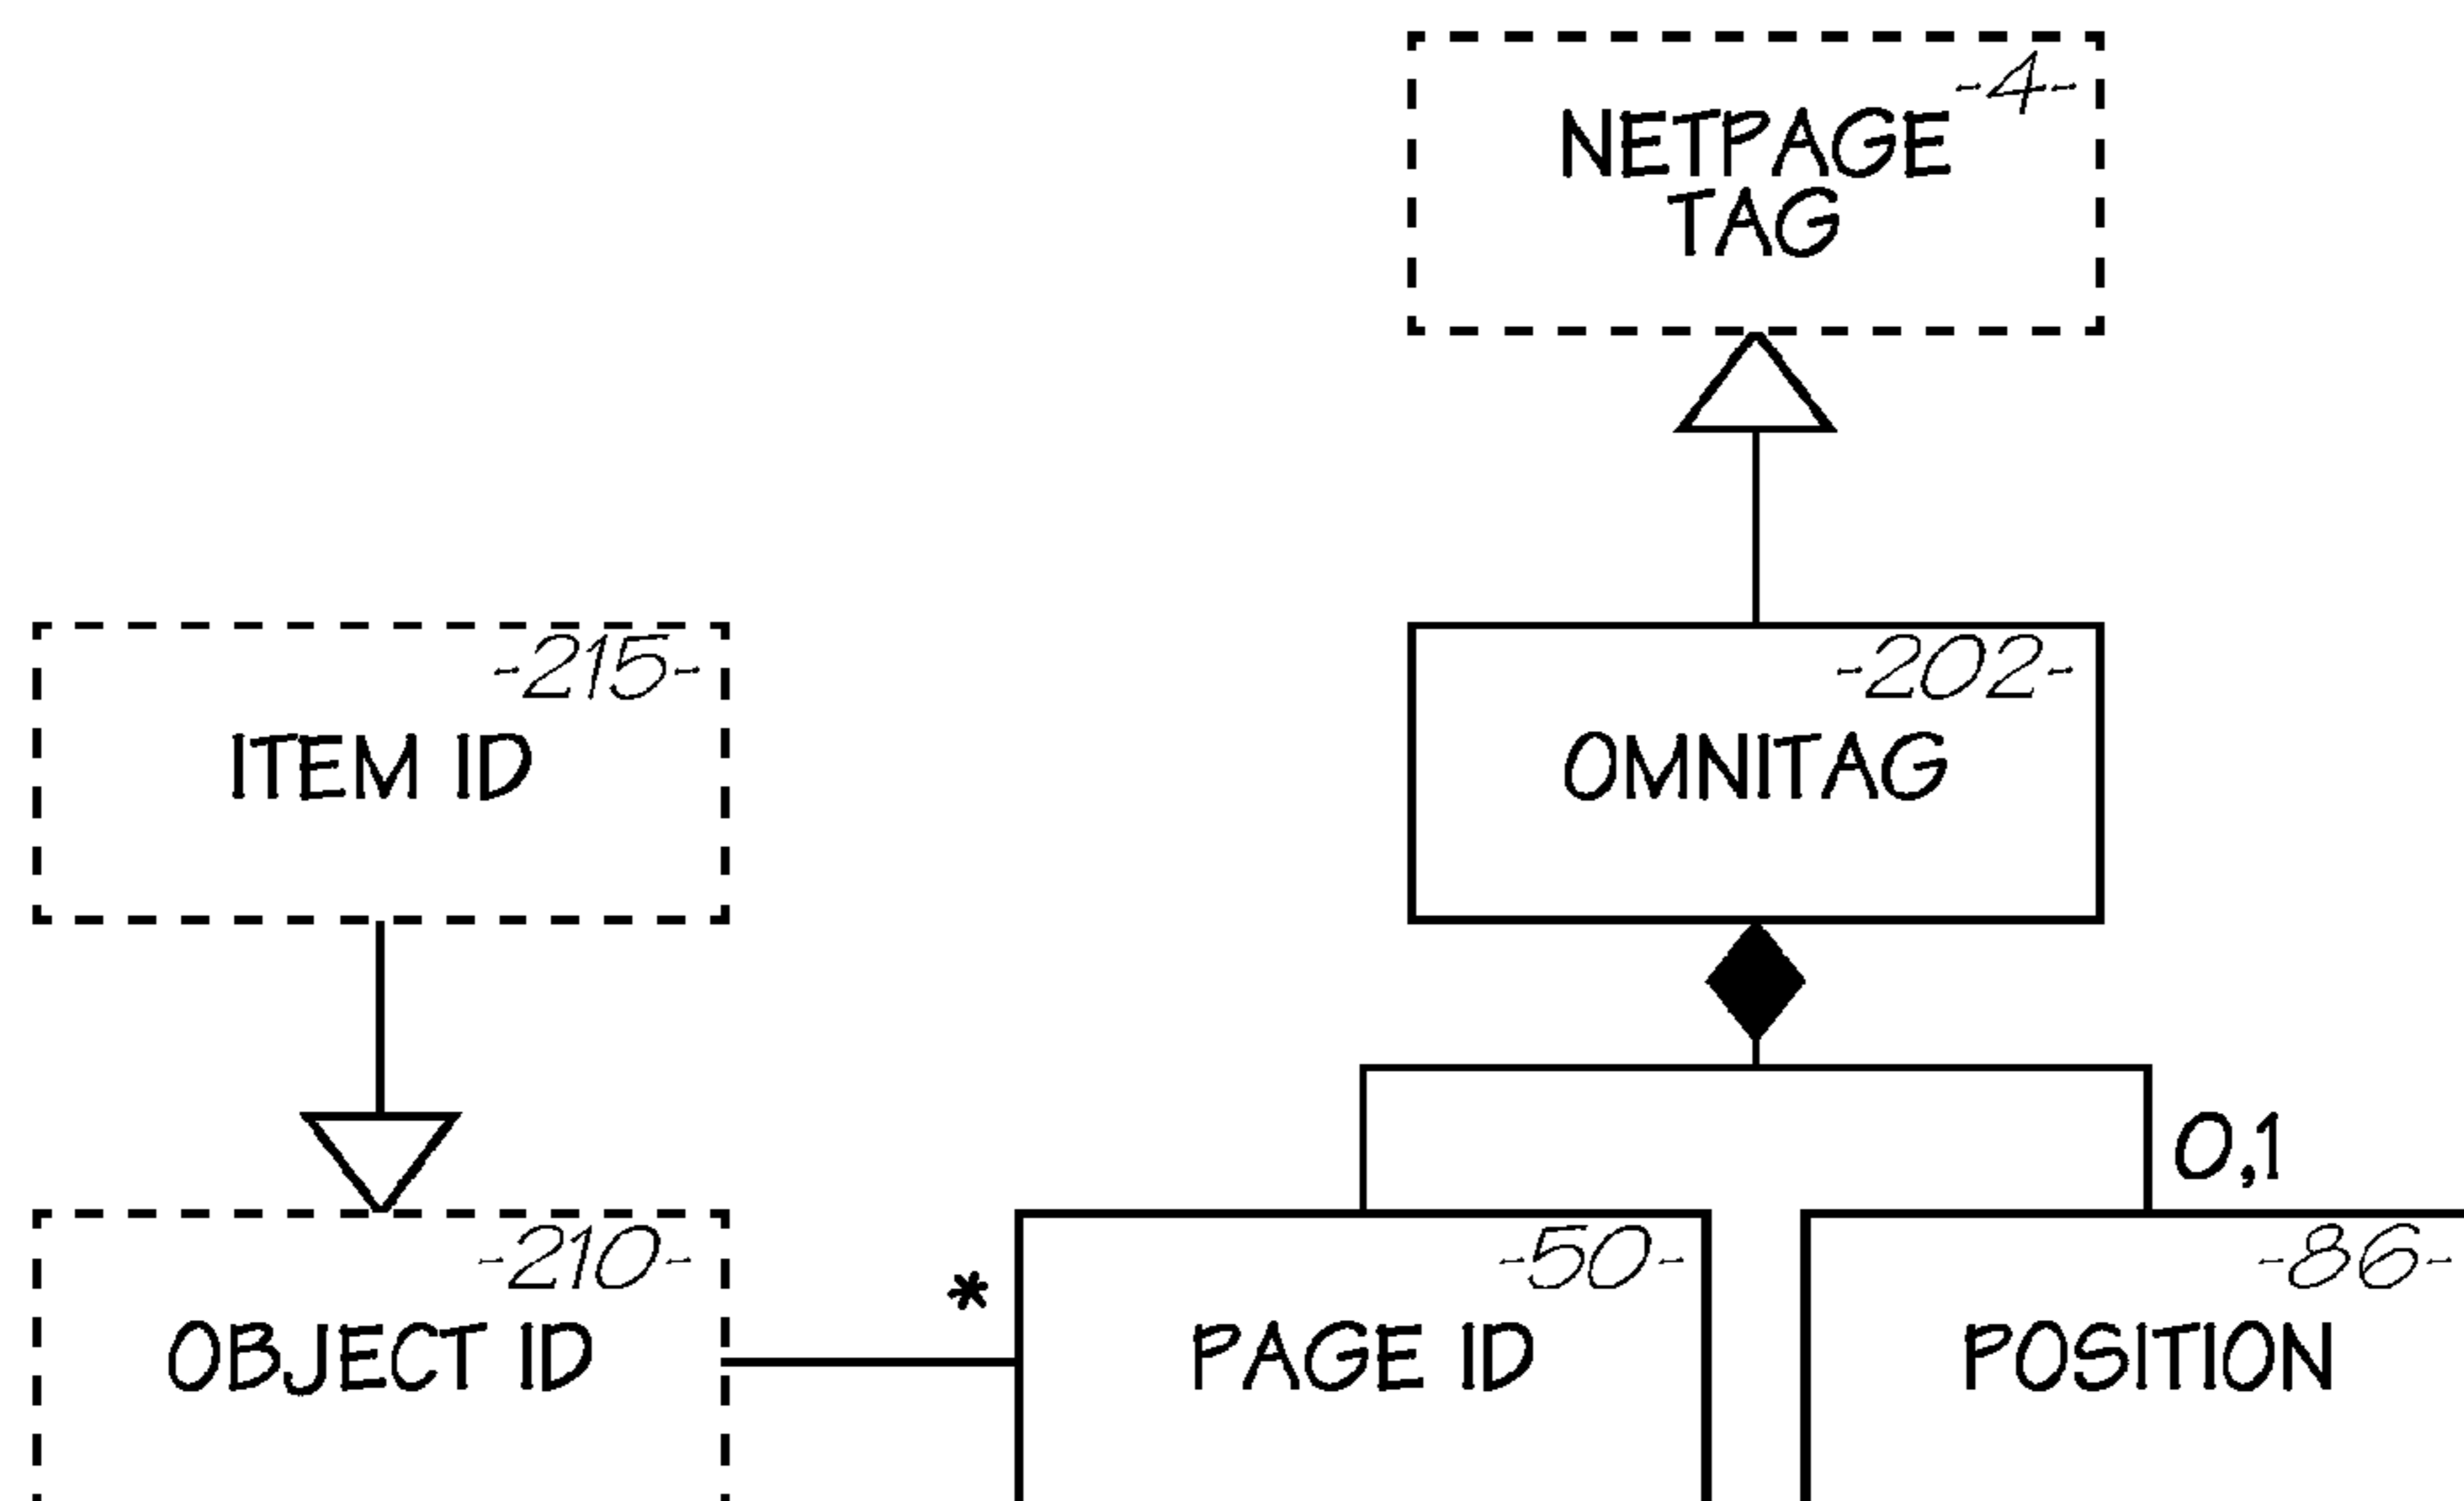 -4-
NETPAGE
TAG
-215-
ITEM ID
-202-
OMNITAG
0,1
-210-
OBJECT ID
*
-50-
PAGE ID
-86-
POSITION